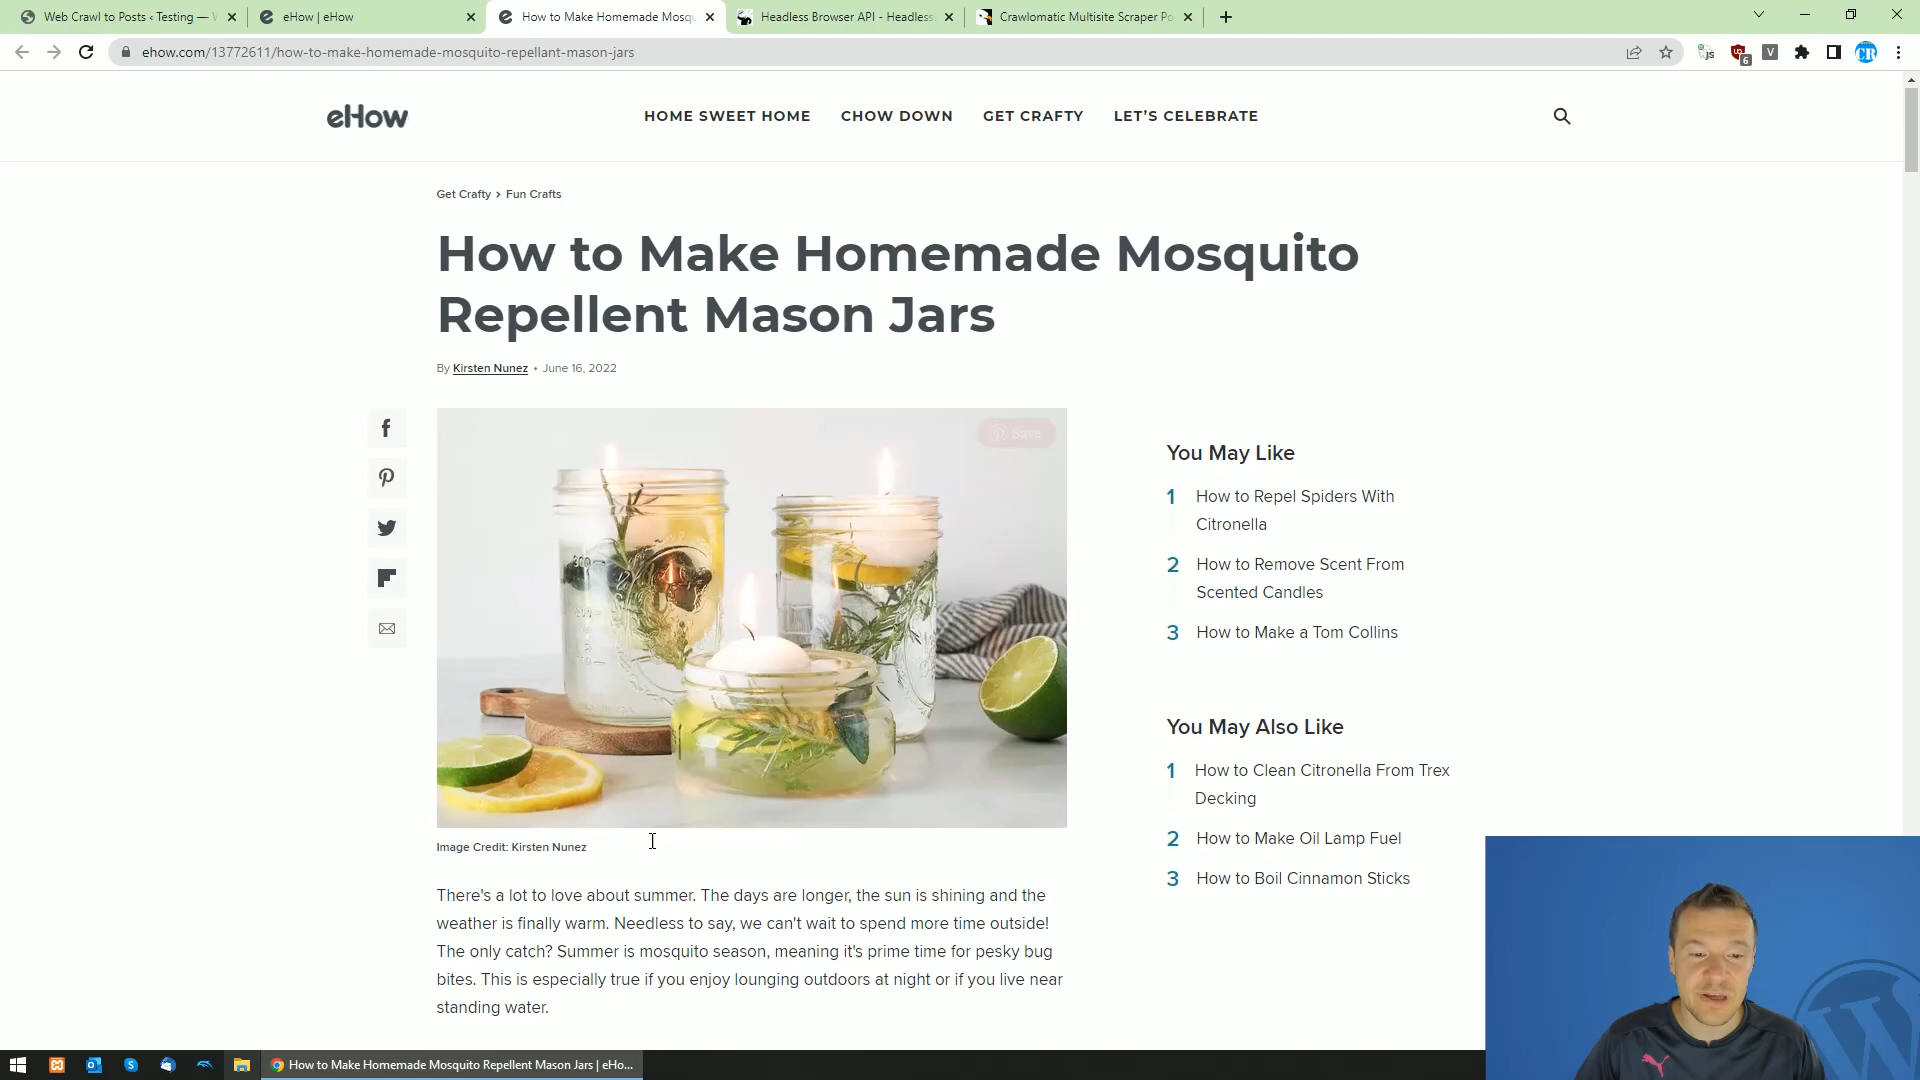 Web Crawl to Posts ‹ Testing — W
eHow | eHow
How to Make Homemade Mosqu
Headless Browser API - Headless
Crawlomatic Multisite Scraper Po
ehow.com/13772611/how-to-make-homemade-mosquito-repellant-mason-jars
JS
6
V
CR
eHow
HOME SWEET HOME
CHOW DOWN
GET CRAFTY
LET'S CELEBRATE
Get Crafty > Fun Crafts
How to Make Homemade Mosquito
Repellent Mason Jars
By Kirsten Nunez • June 16, 2022
Save
Image Credit: Kirsten Nunez
There's a lot to love about summer. The days are longer, the sun is shining and the
weather is finally warm. Needless to say, we can't wait to spend more time outside!
The only catch? Summer is mosquito season, meaning it's prime time for pesky bug
bites. This is especially true if you enjoy lounging outdoors at night or if you live near
standing water.
You May Like
1 How to Repel Spiders With
Citronella
2 How to Remove Scent From
Scented Candles
3 How to Make a Tom Collins
You May Also Like
1 How to Clean Citronella From Trex
Decking
2 How to Make Oil Lamp Fuel
3 How to Boil Cinnamon Sticks
How to Make Homemade Mosquito Repellent Mason Jars | eHo...